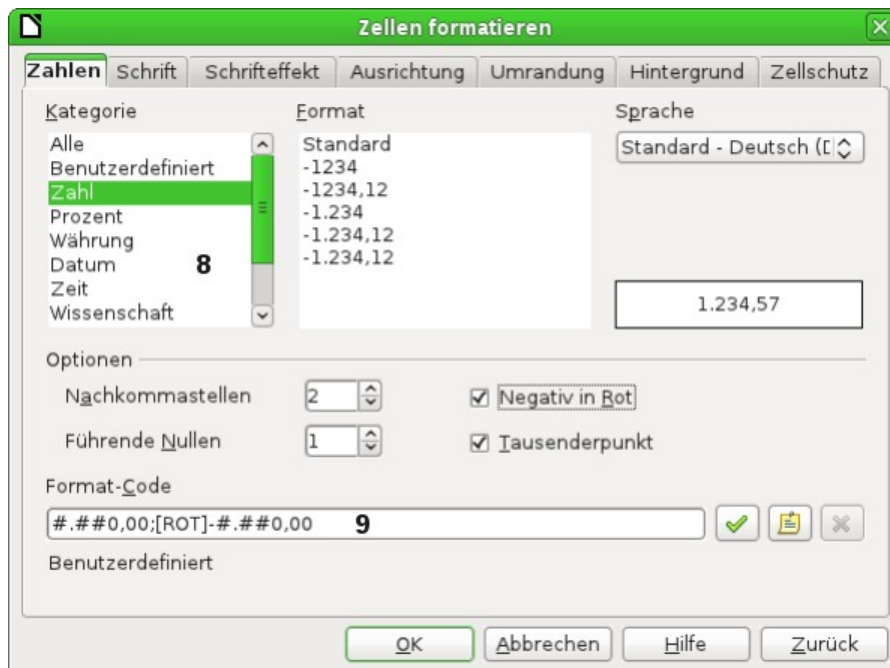 Zellen formatieren
Zahlen Schrift Schrifteffekt Ausrichtung Umrandung Hintergrund Zellschutz
Kategorie Format Sprache
Alle Standard Standard - Deutsch (D
Benutzerdefiniert -1234
Zahl -1234,12
Prozent -1.234
Währung -1.234,12
Datum 8 -1.234,12
Zeit
Wissenschaft 1.234,57
Optionen
Nachkommastellen 2 Negativ in Rot
Führende Nullen 1 Tausenderpunkt
Format-Code
#.##0,00;[ROT]-#.##0,00 9
Benutzerdefiniert
OK Abbrechen Hilfe Zurück